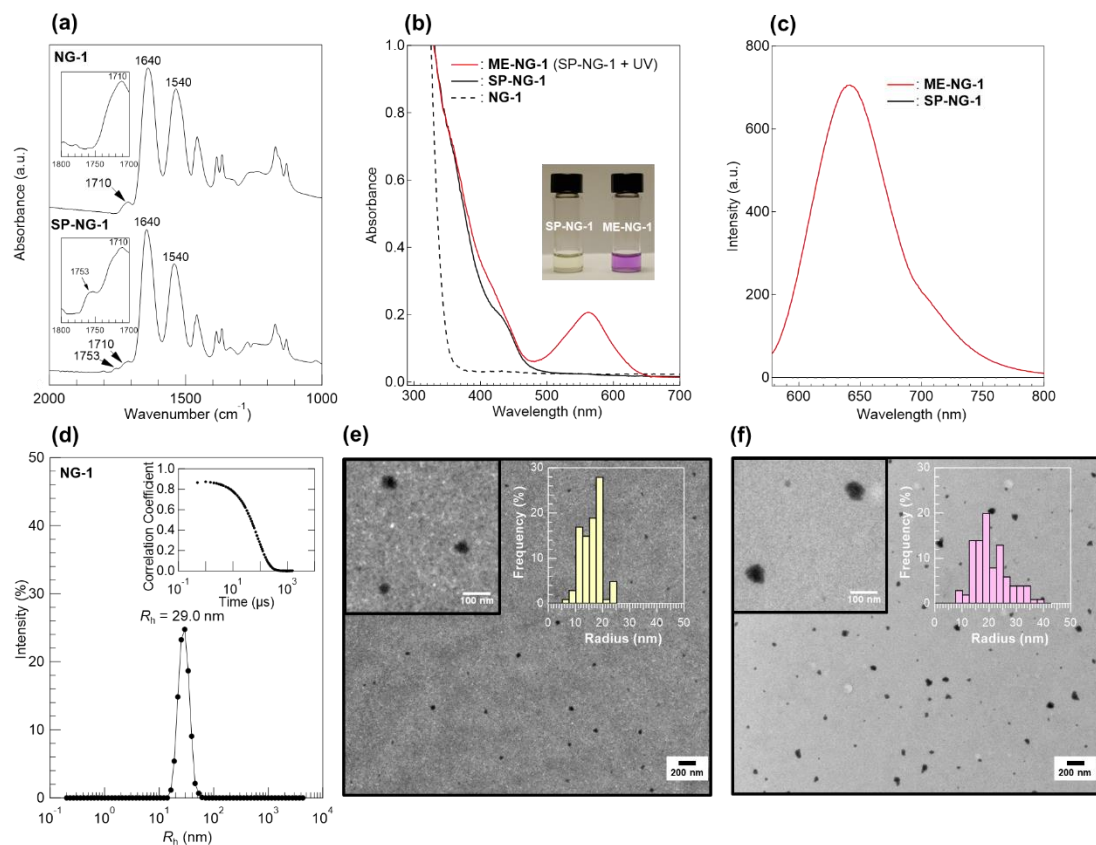 (a)
NG-1
1640
1540
1710
1800 1750 1700
1710
SP-NG-1
1640
1540
1710
1753
1800 1750 1700
1710
1753
Absorbance (a.u.)
2000 1500 1000
Wavenumber (cm-1)
(b)
1.0
0.8
0.6
0.4
0.2
0.0
Absorbance
: ME-NG-1 (SP-NG-1 + UV)
: SP-NG-1
: NG-1
SP-NG-1 ME-NG-1
300 400 500 600 700
Wavelength (nm)
(c)
800
700
600
500
400
300
200
100
0
Intensity (a.u.)
: ME-NG-1
: SP-NG-1
600 650 700 750 800
Wavelength (nm)
(d)
NG-1
50
40
30
20
10
0
Intensity (%)
Correlation Coefficient
1.0
0.8
0.6
0.4
0.2
0.0
10-1 101 103
Time (µs)
Rh = 29.0 nm
10-1 100 101 102 103 104
Rh (nm)
(e)
100 nm
Frequency (%)
30
20
10
0
0 10 20 30 40 50
Radius (nm)
200 nm
(f)
100 nm
Frequency (%)
30
20
10
0
0 10 20 30 40 50
Radius (nm)
200 nm